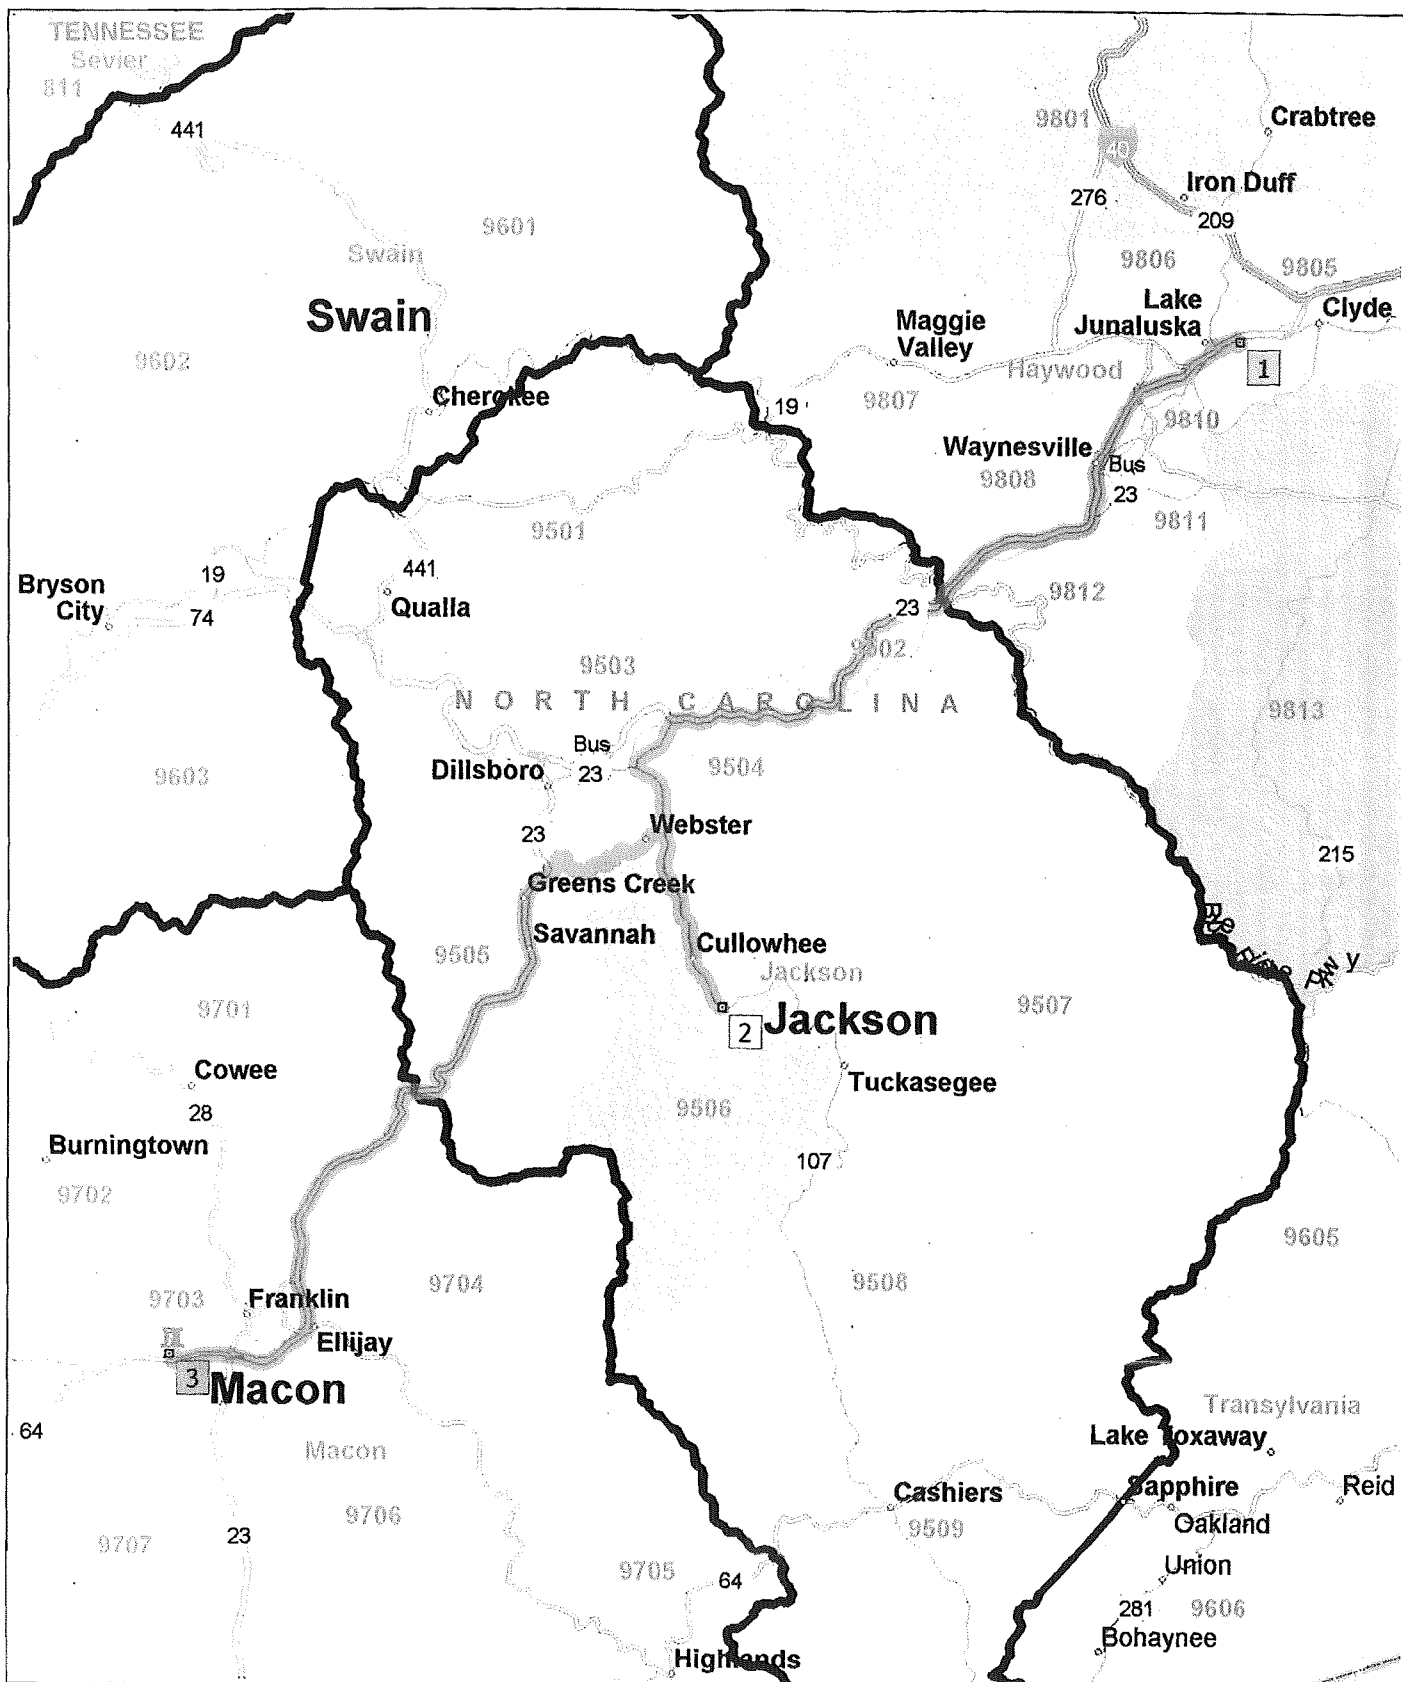 TENNESSEE
Sevier
811
441
9801
Crabtree
40
Iron Duff
276
209
9601
Swain
9806
9805
Swain
Lake
Junaluska
Clyde
Maggie
Valley
9602
Haywood
1
Cherokee
19
9807
9810
Waynesville
Bus
9808
23
9811
9501
441
19
Bryson
City
Qualla
74
9812
23
9502
9503
NORTH CAROLINA
9813
Bus
9504
Dillsboro
23
9603
23
Webster
215
Greens Creek
Savannah
Cullowhee
9505
Jackson
Blue Ridge Pkwy
9701
9507
2
Jackson
Cowee
Tuckasegee
28
9506
Burningtown
107
9702
9605
9704
9508
9703
Franklin
Ellijay
3
Macon
64
Transylvania
Macon
Lake Toxaway
Cashiers
Sapphire
Reid
9706
9509
Oakland
9707
23
9705
64
Union
281
9606
Bohaynee
Highlands